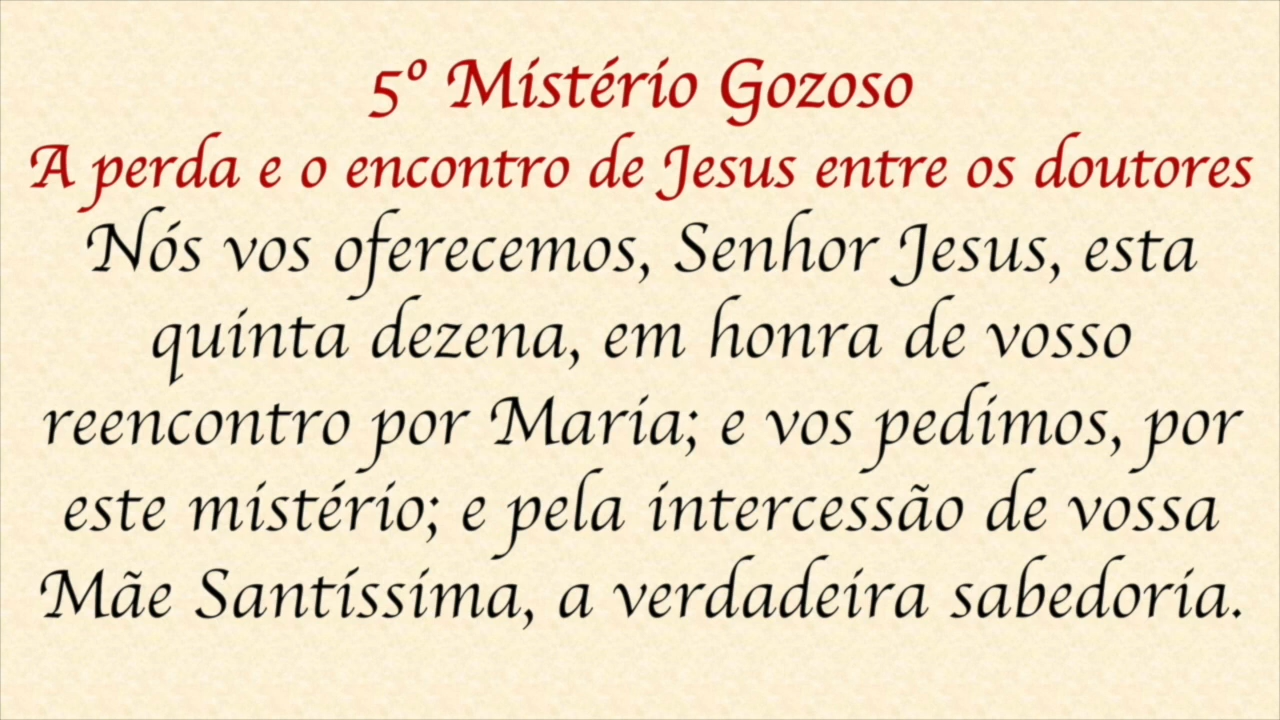 5º Mistério Gozoso
A perda e o encontro de Jesus entre os doutores
Nós vos oferecemos, Senhor Jesus, esta
quinta dezena, em honra de vosso
reencontro por Maria; e vos pedimos, por
este mistério; e pela intercessão de vossa
Mãe Santíssima, a verdadeira sabedoria.